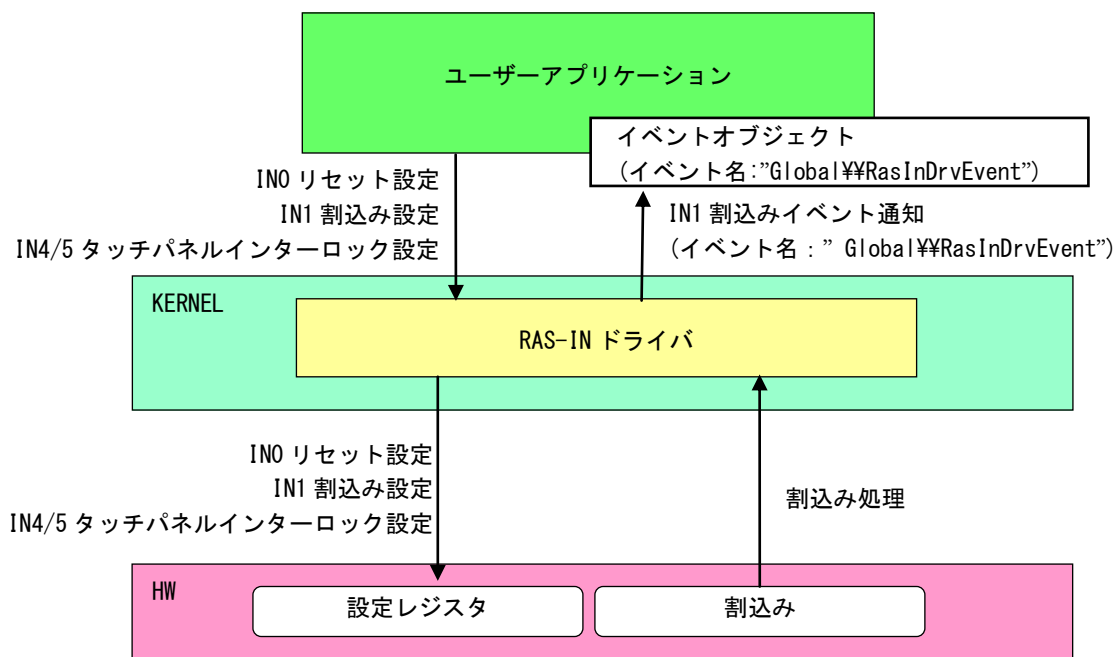 ユーザーアプリケーション
イベントオブジェクト
(イベント名:”Global¥¥RasInDrvEvent”)
IN0 リセット設定
IN1 割込み設定
IN4/5 タッチパネルインターロック設定
IN1 割込みイベント通知
(イベント名：” Global¥¥RasInDrvEvent”)
KERNEL
RAS-IN ドライバ
IN0 リセット設定
IN1 割込み設定
IN4/5 タッチパネルインターロック設定
割込み処理
HW
設定レジスタ
割込み